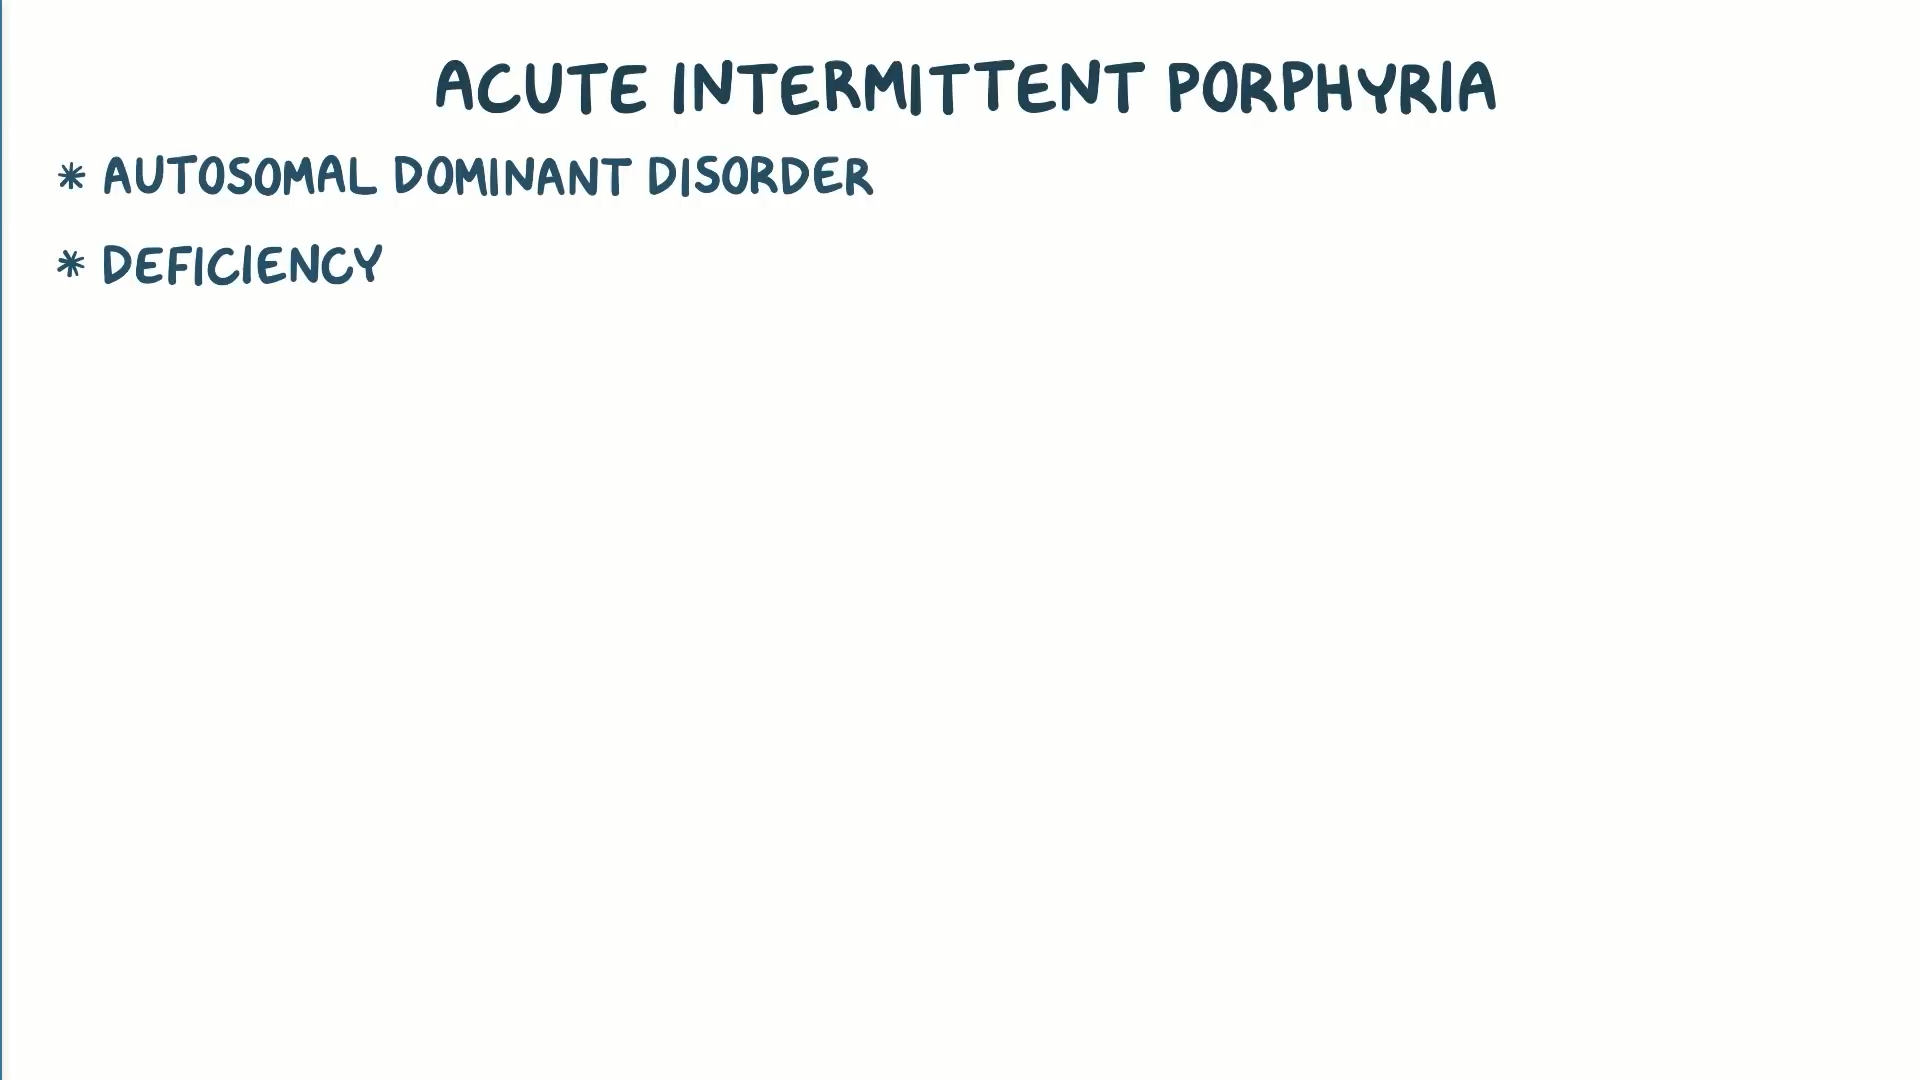 ACUTE INTERMITTENT PORPHYRIA
* AUTOSOMAL DOMINANT DISORDER
* DEFICIENCY